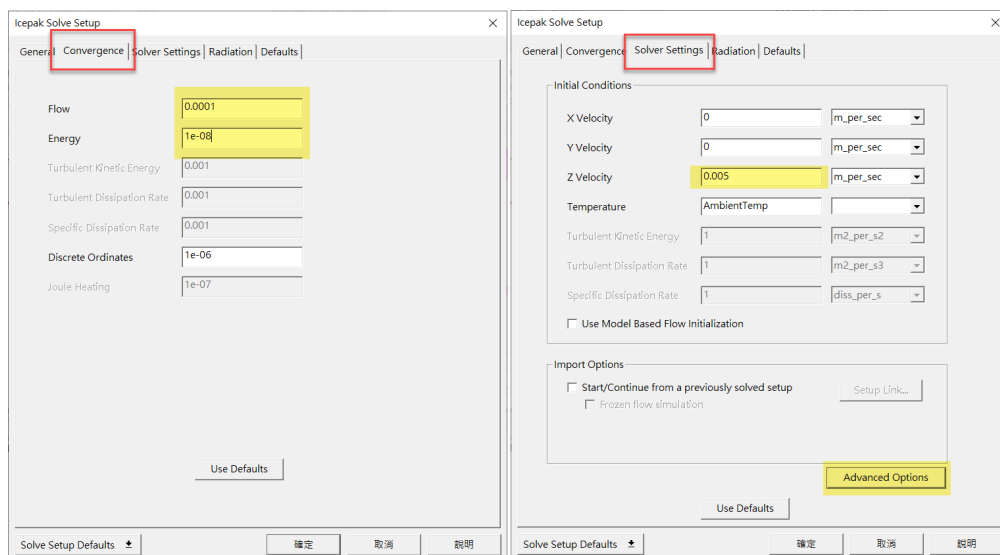 Icepak Solve Setup
General Convergence Solver Settings Radiation Defaults
Flow 0.0001
Energy 1e-08
Turbulent Kinetic Energy 0.001
Turbulent Dissipation Rate 0.001
Specific Dissipation Rate 0.001
Discrete Ordinates 1e-06
Joule Heating 1e-07
Use Defaults
Solve Setup Defaults 確定 取消 說明
Icepak Solve Setup
General Convergence Solver Settings Radiation Defaults
Initial Conditions
X Velocity 0 m_per_sec
Y Velocity 0 m_per_sec
Z Velocity 0.005 m_per_sec
Temperature AmbientTemp
Turbulent Kinetic Energy 1 m2_per_s2
Turbulent Dissipation Rate 1 m2_per_s3
Specific Dissipation Rate 1 diss_per_s
Use Model Based Flow Initialization
Import Options
Start/Continue from a previously solved setup Setup Link...
Frozen flow simulation
Advanced Options
Use Defaults
Solve Setup Defaults 確定 取消 說明